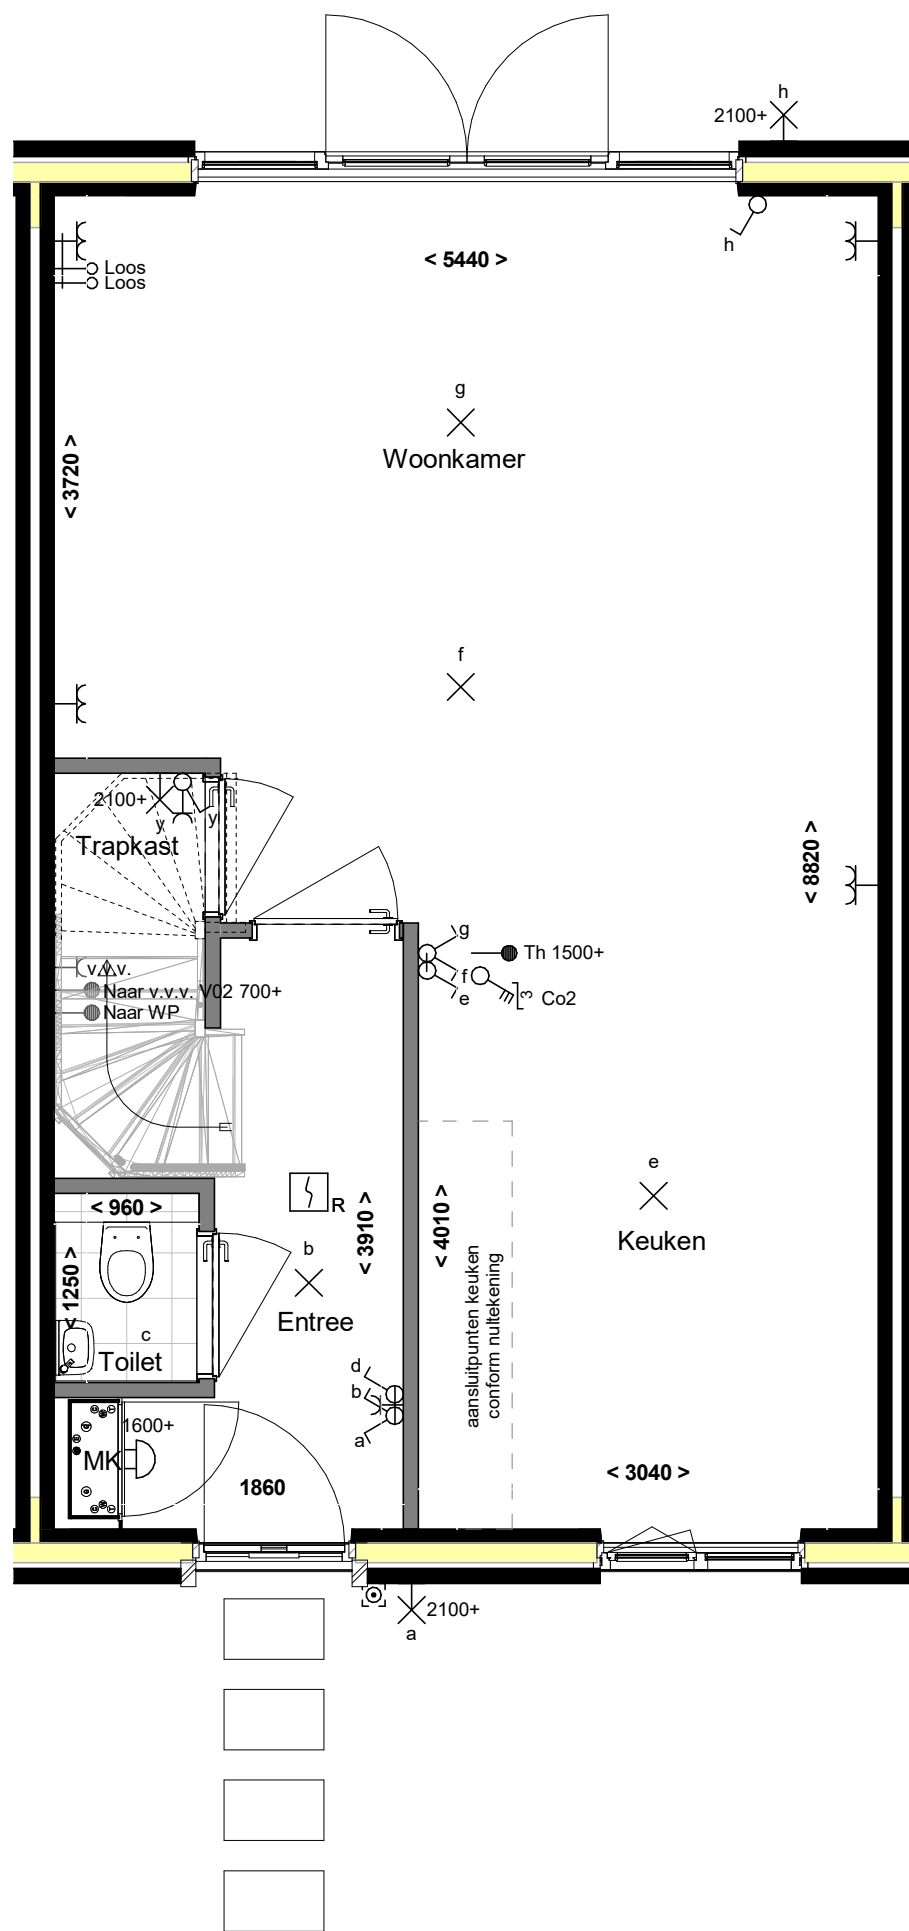 h
2100+
h
< 5440 >
Loos
Loos
g
Woonkamer
< 3720 >
f
2100+
y
y
Trapkast
< 8820 >
g
Th 1500+
f
e
3
Co2
v.v.v.
Naar v.v.v. V02 700+
Naar WP
e
Keuken
R
< 960 >
< 3910 >
< 4010 >
aansluitpunten keuken
conform nultekening
b
Entree
< 1250 >
c
Toilet
d
b
a
1600+
MK
1860
< 3040 >
2100+
a